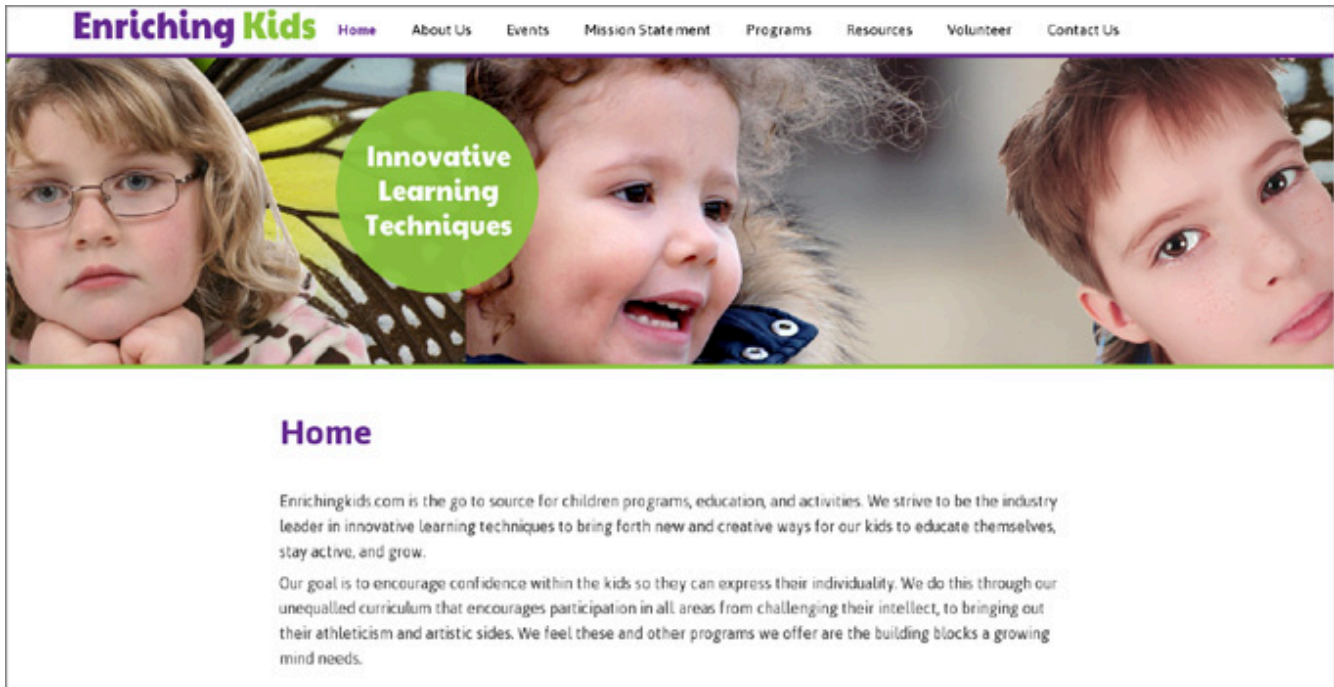 Enriching Kids Home About Us Events Mission Statement Programs Resources Volunteer Contact Us
Innovative
Learning
Techniques
Home
Enrichingkids.com is the go to source for children programs, education, and activities. We strive to be the industry
leader in innovative learning techniques to bring forth new and creative ways for our kids to educate themselves,
stay active, and grow.
Our goal is to encourage confidence within the kids so they can express their individuality. We do this through our
unequalled curriculum that encourages participation in all areas from challenging their intellect, to bringing out
their athleticism and artistic sides. We feel these and other programs we offer are the building blocks a growing
mind needs.